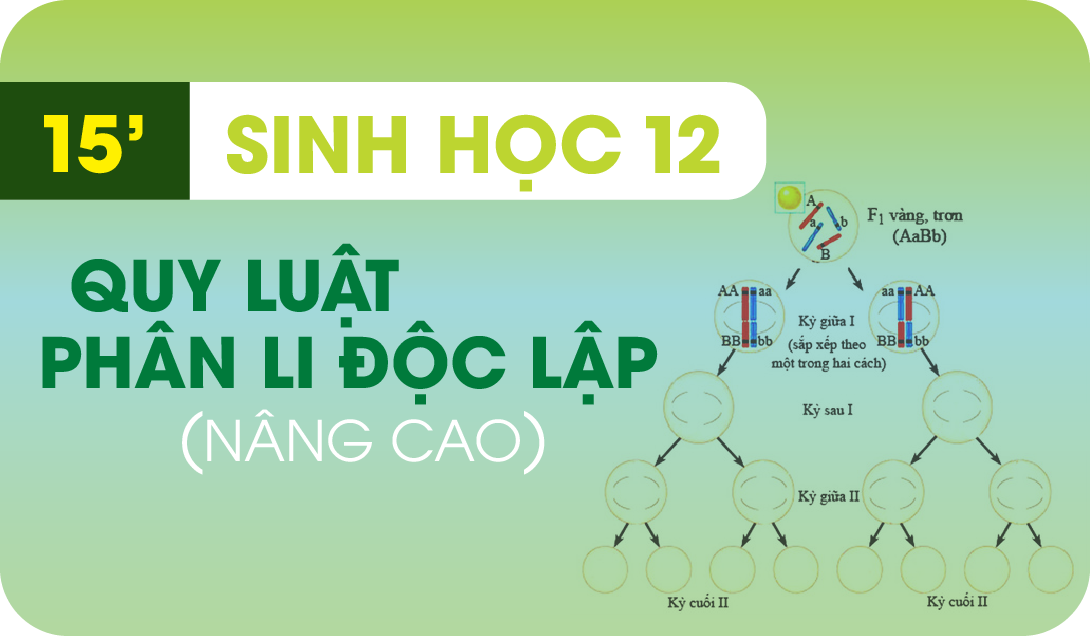 15’
SINH HỌC 12
QUY LUẬT
PHÂN LI ĐỘC LẬP
(NÂNG CAO)
A
a
b
B
F1 vàng, trơn
(AaBb)
AA aa
BB bb
Kỳ giữa I
(sắp xếp theo
một trong hai cách)
aa AA
BB bb
Kỳ sau I
Kỳ giữa II
Kỳ cuối II
Kỳ cuối II